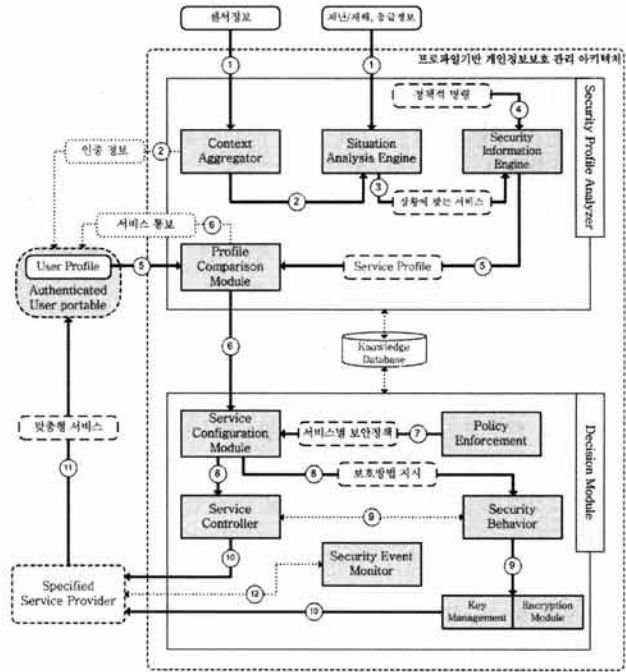 센서정보
재난/재해, 응급정보
프로파일기반 개인정보보호 관리 아키텍처
1
1
정책적 명령
4
Context
Aggregator
Situation
Analysis Engine
Security
Information
Engine
Security Profile Analyzer
인증 정보
2
2
3
상황에 맞는 서비스
서비스 통보
6
User Profile
Authenticated
User portable
5
Profile
Comparison
Module
Service Profile
5
6
Knowledge
Database
맞춤형 서비스
Service
Configuration
Module
서비스별 보안정책
7
Policy
Enforcement
Decision Module
8
8
보호방법 지시
11
Service
Controller
9
Security
Behavior
10
9
Security Event
Monitor
Specified
Service Provider
12
10
Key
Management
Encryption
Module